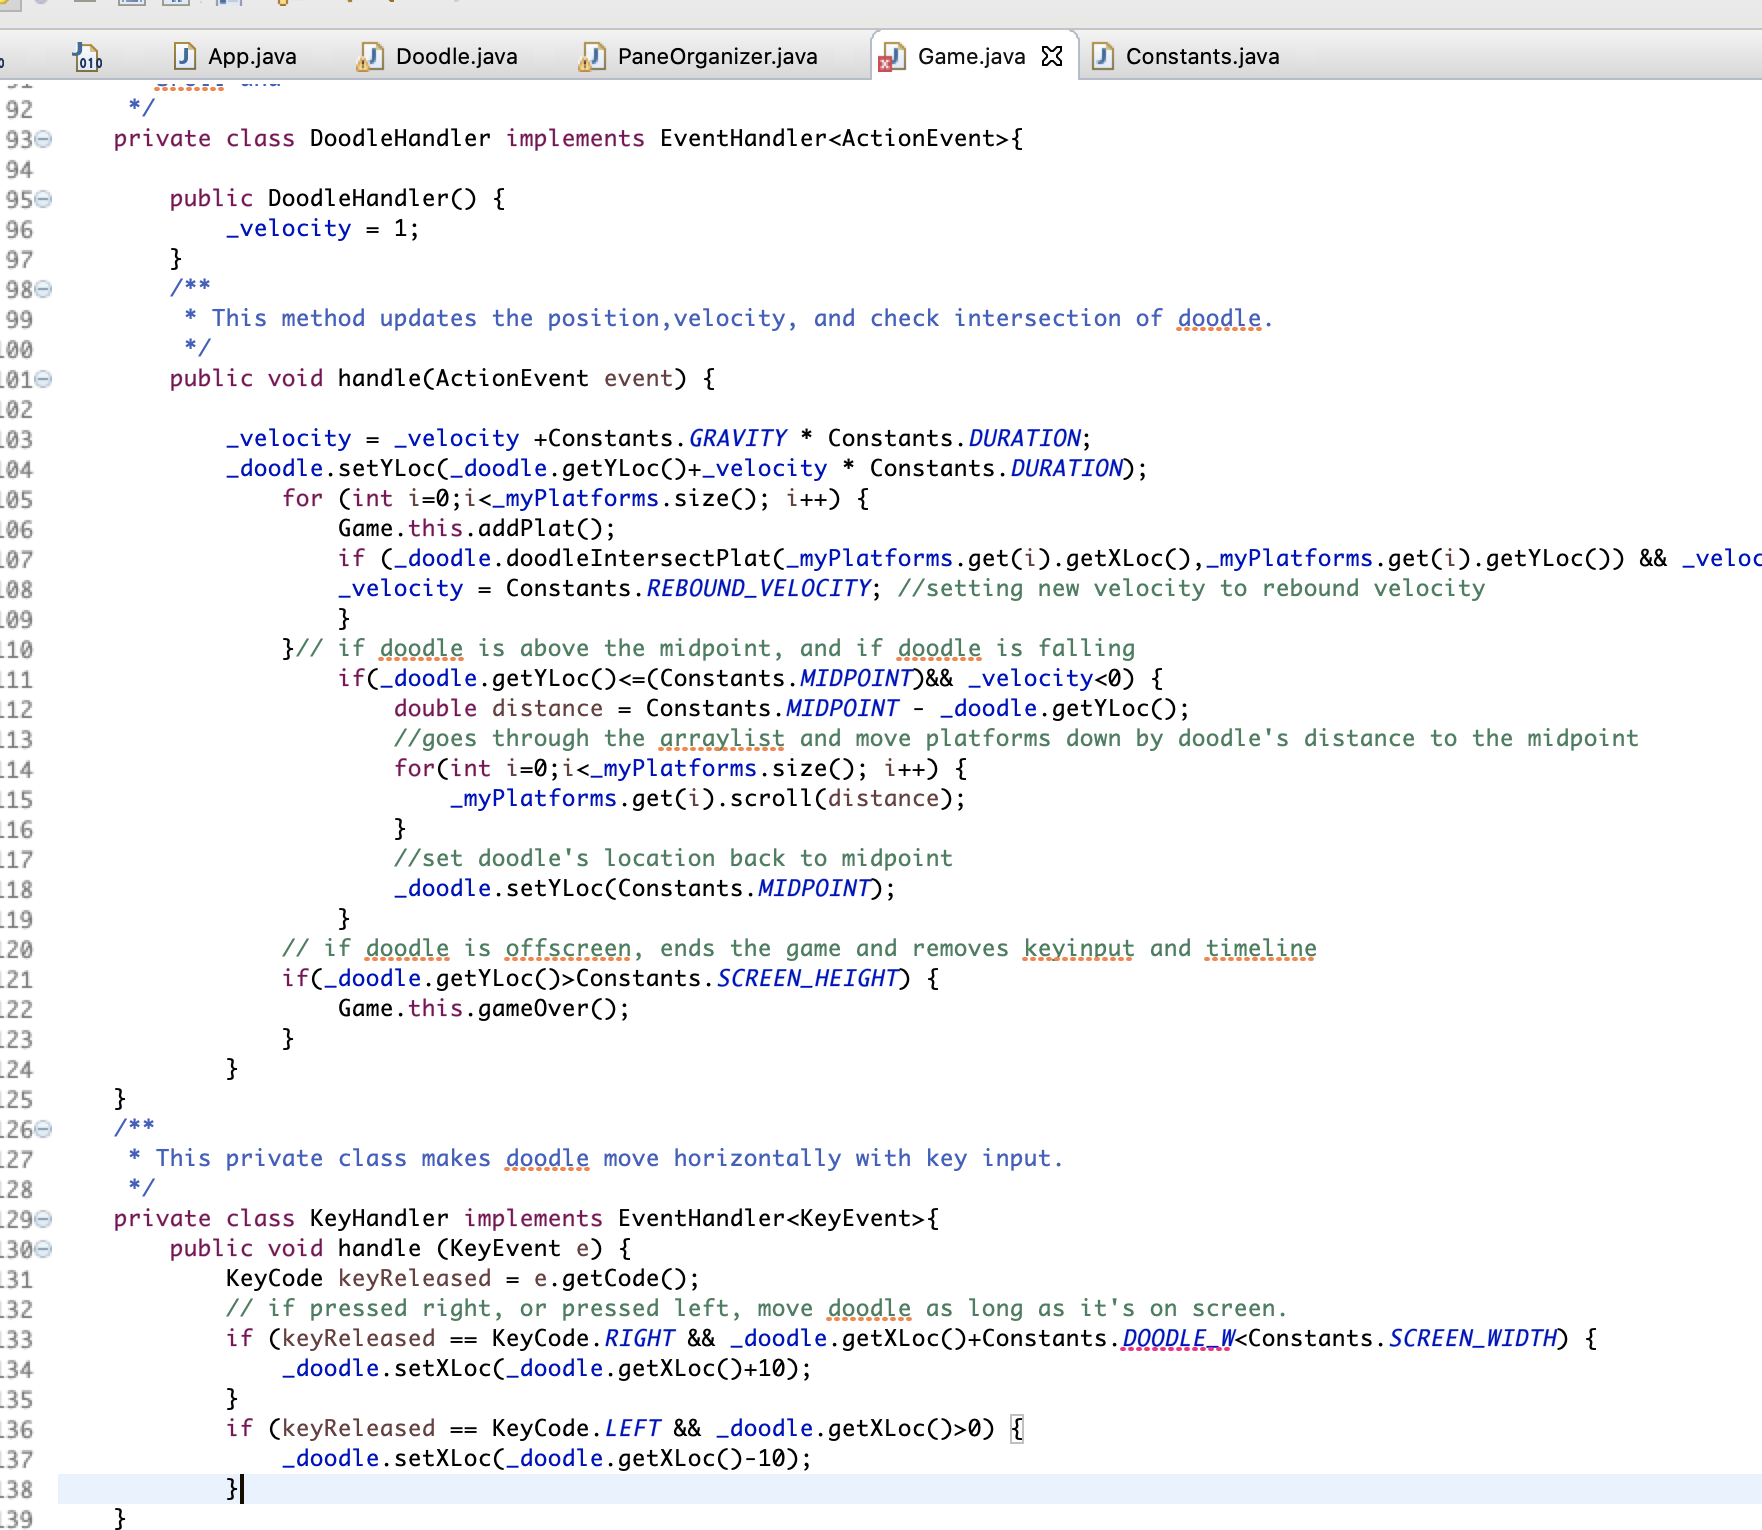 App.java Doodle.java PaneOrganizer.java Game.java Constants.java
92 */
93 private class DoodleHandler implements EventHandler<ActionEvent>{
94
95 public DoodleHandler() {
96 _velocity = 1;
97 }
98 /**
99 * This method updates the position,velocity, and check intersection of doodle.
100 */
101 public void handle(ActionEvent event) {
102
103 _velocity = _velocity +Constants.GRAVITY * Constants.DURATION;
104 _doodle.setYLoc(_doodle.getYLoc()+_velocity * Constants.DURATION);
105 for (int i=0;i<_myPlatforms.size(); i++) {
106 Game.this.addPlat();
107 if (_doodle.doodleIntersectPlat(_myPlatforms.get(i).getXLoc(),_myPlatforms.get(i).getYLoc()) && _veloc
108 _velocity = Constants.REBOUND_VELOCITY; //setting new velocity to rebound velocity
109 }
110 }// if doodle is above the midpoint, and if doodle is falling
111 if(_doodle.getYLoc()<=(Constants.MIDPOINT)&& _velocity<0) {
112 double distance = Constants.MIDPOINT - _doodle.getYLoc();
113 //goes through the arraylist and move platforms down by doodle's distance to the midpoint
114 for(int i=0;i<_myPlatforms.size(); i++) {
115 _myPlatforms.get(i).scroll(distance);
116 }
117 //set doodle's location back to midpoint
118 _doodle.setYLoc(Constants.MIDPOINT);
119 }
120 // if doodle is offscreen, ends the game and removes keyinput and timeline
121 if(_doodle.getYLoc()>Constants.SCREEN_HEIGHT) {
122 Game.this.gameOver();
123 }
124 }
125 }
126 /**
127 * This private class makes doodle move horizontally with key input.
128 */
129 private class KeyHandler implements EventHandler<KeyEvent>{
130 public void handle (KeyEvent e) {
131 KeyCode keyReleased = e.getCode();
132 // if pressed right, or pressed left, move doodle as long as it's on screen.
133 if (keyReleased == KeyCode.RIGHT && _doodle.getXLoc()+Constants.DOODLE_W<Constants.SCREEN_WIDTH) {
134 _doodle.setXLoc(_doodle.getXLoc()+10);
135 }
136 if (keyReleased == KeyCode.LEFT && _doodle.getXLoc()>0) {
137 _doodle.setXLoc(_doodle.getXLoc()-10);
138 }
139 }